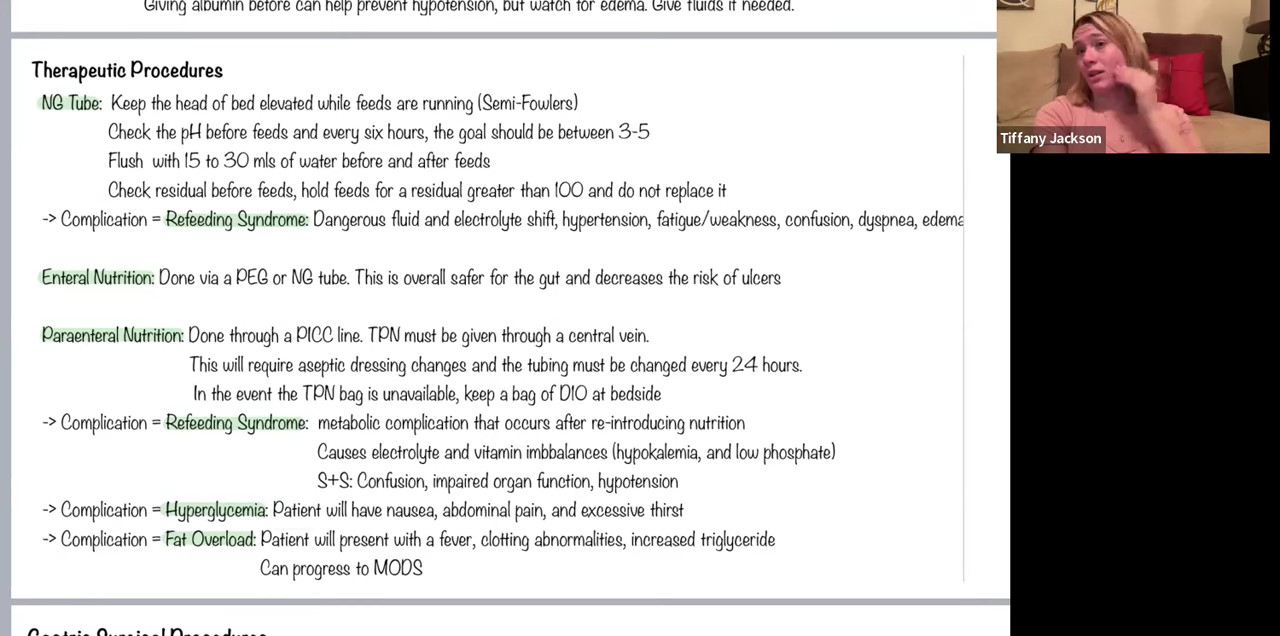 Giving albumin before can help prevent hypotension, but watch for edema. Give fluids if needed.
Therapeutic Procedures
NG Tube: Keep the head of bed elevated while feeds are running (Semi-Fowlers)
Check the pH before feeds and every six hours, the goal should be between 3-5
Flush with 15 to 30 mls of water before and after feeds
Check residual before feeds, hold feeds for a residual greater than 100 and do not replace it
-> Complication = Refeeding Syndrome: Dangerous fluid and electrolyte shift, hypertension, fatigue/weakness, confusion, dyspnea, edema
Enteral Nutrition: Done via a PEG or NG tube. This is overall safer for the gut and decreases the risk of ulcers
Paraenteral Nutrition: Done through a PICC line. TPN must be given through a central vein.
This will require aseptic dressing changes and the tubing must be changed every 24 hours.
In the event the TPN bag is unavailable, keep a bag of D10 at bedside
-> Complication = Refeeding Syndrome: metabolic complication that occurs after re-introducing nutrition
Causes electrolyte and vitamin imbbalances (hypokalemia, and low phosphate)
S+S: Confusion, impaired organ function, hypotension
-> Complication = Hyperglycemia: Patient will have nausea, abdominal pain, and excessive thirst
-> Complication = Fat Overload: Patient will present with a fever, clotting abnormalities, increased triglyceride
Can progress to MODS
Gastric Surgical Procedures
Tiffany Jackson